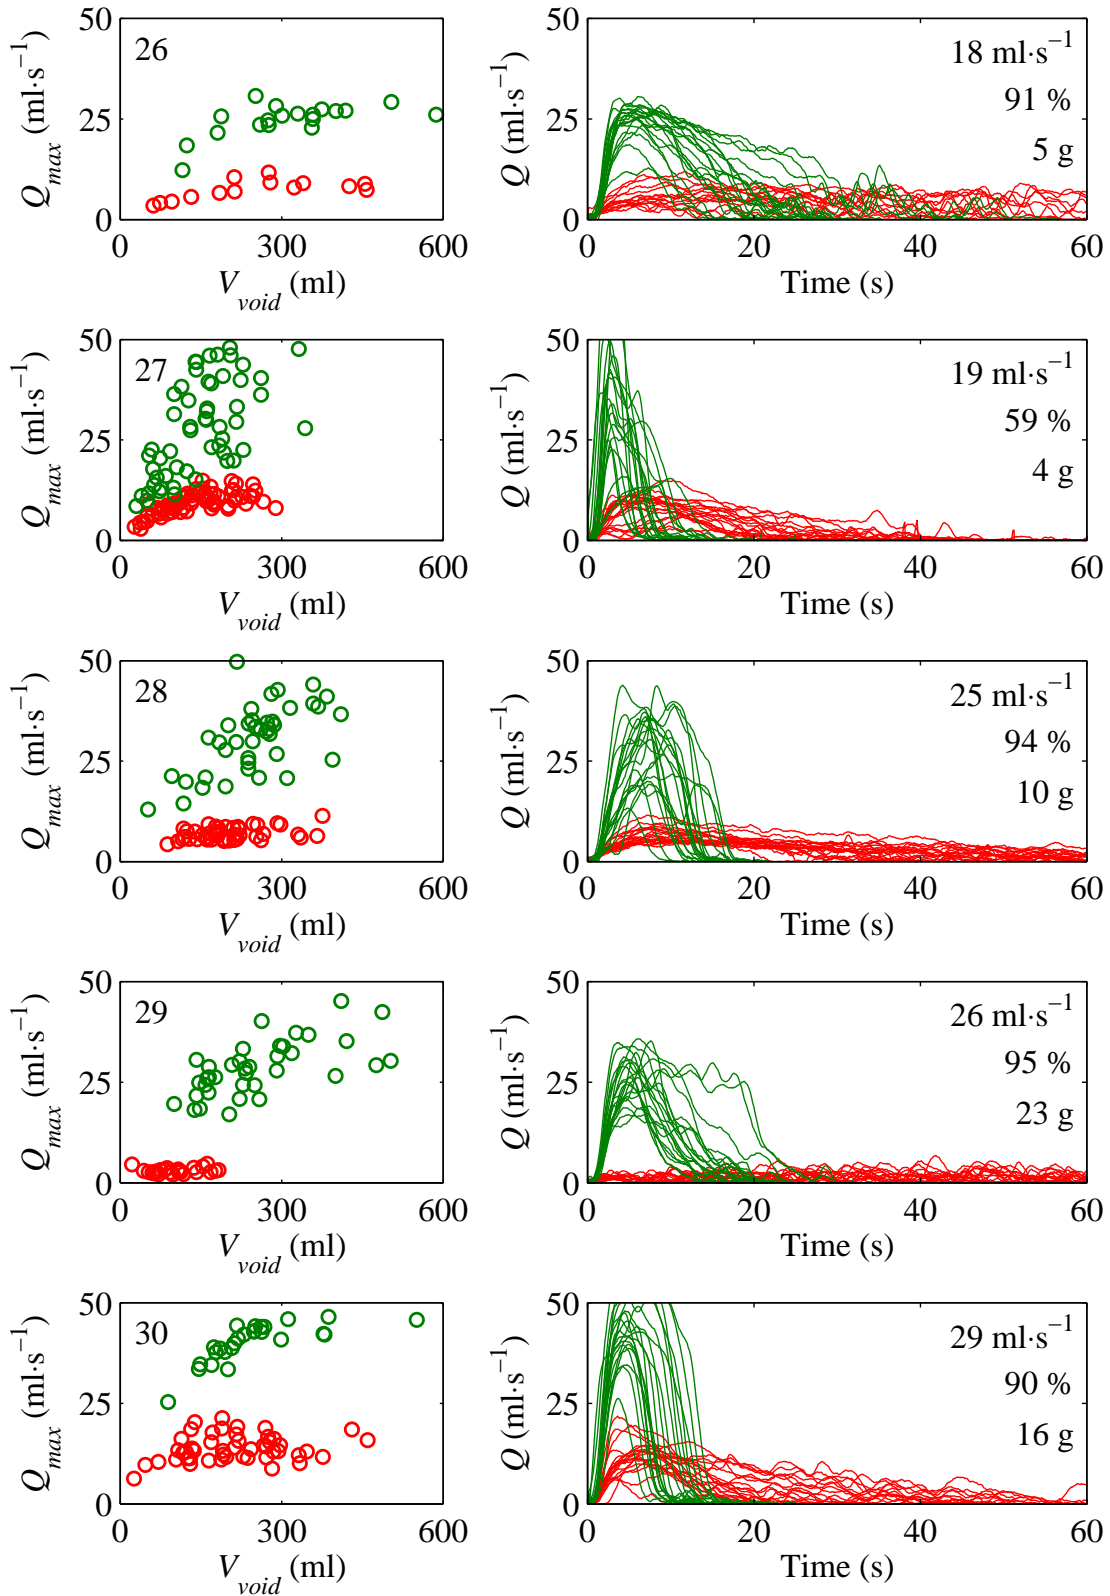 Q_max (ml·s⁻¹)
50
25
0
26
0 300 600
V_void (ml)
Q (ml·s⁻¹)
50
25
0
18 ml·s⁻¹
91 %
5 g
0 20 40 60
Time (s)
Q_max (ml·s⁻¹)
50
25
0
27
0 300 600
V_void (ml)
Q (ml·s⁻¹)
50
25
0
19 ml·s⁻¹
59 %
4 g
0 20 40 60
Time (s)
Q_max (ml·s⁻¹)
50
25
0
28
0 300 600
V_void (ml)
Q (ml·s⁻¹)
50
25
0
25 ml·s⁻¹
94 %
10 g
0 20 40 60
Time (s)
Q_max (ml·s⁻¹)
50
25
0
29
0 300 600
V_void (ml)
Q (ml·s⁻¹)
50
25
0
26 ml·s⁻¹
95 %
23 g
0 20 40 60
Time (s)
Q_max (ml·s⁻¹)
50
25
0
30
0 300 600
V_void (ml)
Q (ml·s⁻¹)
50
25
0
29 ml·s⁻¹
90 %
16 g
0 20 40 60
Time (s)